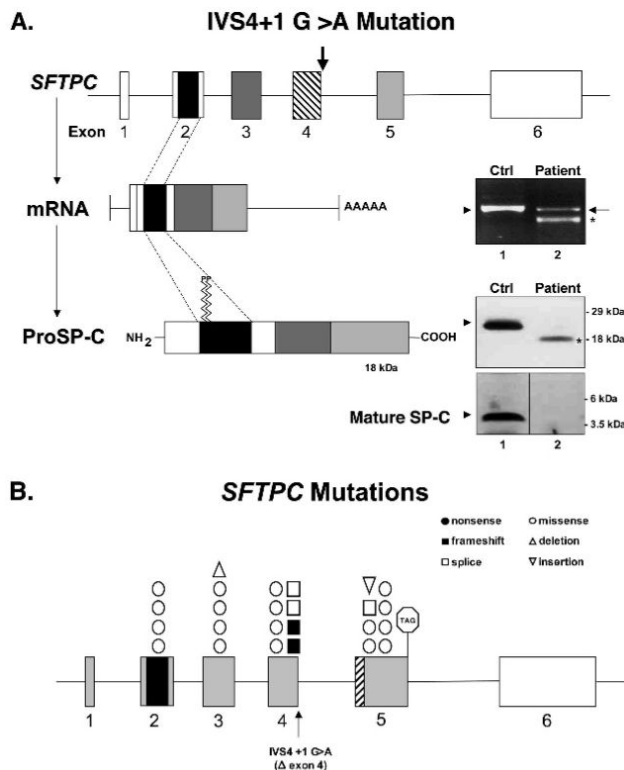 A.
IVS4+1 G >A Mutation
SFTPC
Exon
1
2
3
4
5
6
mRNA
AAAAA
Ctrl
Patient
*
1
2
PP
ProSP-C
NH2
COOH
18 kDa
Ctrl
Patient
- 29 kDa
- 18 kDa
*
Mature SP-C
- 6 kDa
- 3.5 kDa
1
2
B.
SFTPC Mutations
nonsense
missense
frameshift
deletion
splice
insertion
TAG
1
2
3
4
5
6
IVS4 +1 G>A
(Δ exon 4)